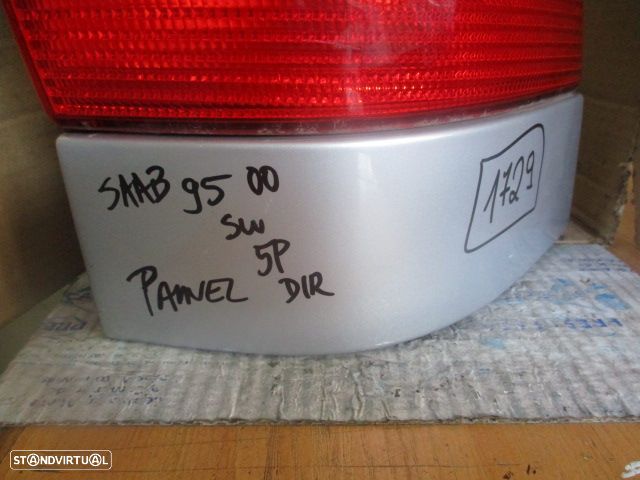 SAAB 95 00
SW
5P
PAINEL DIR
1729
STANDVIRTUAL